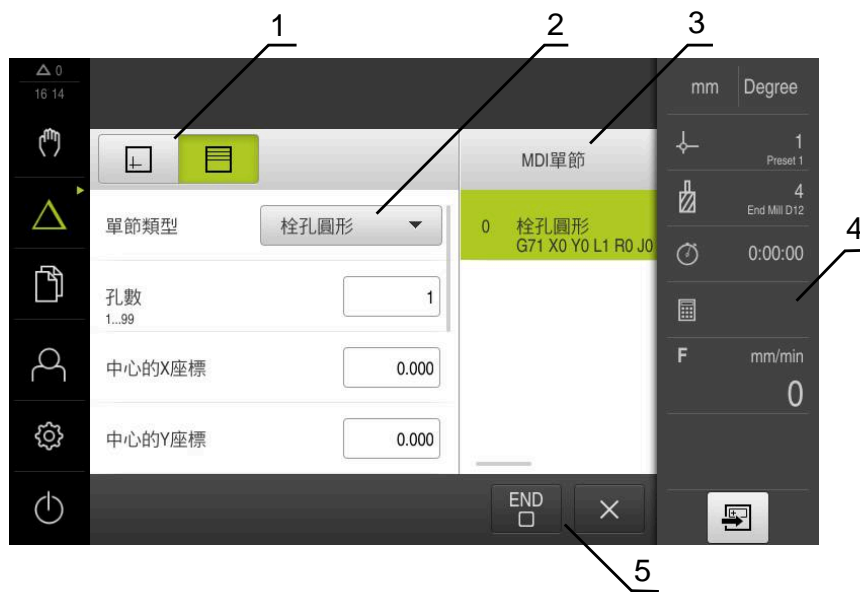 1
2
3
0
16 14
mm
Degree
1
Preset 1
MDI單節
4
End Mill D12
4
單節類型
栓孔圓形
0
栓孔圓形
G71 X0 Y0 L1 R0 J0
0:00:00
孔數
1...99
1
F
mm/min
0
中心的X座標
0.000
中心的Y座標
0.000
END
5